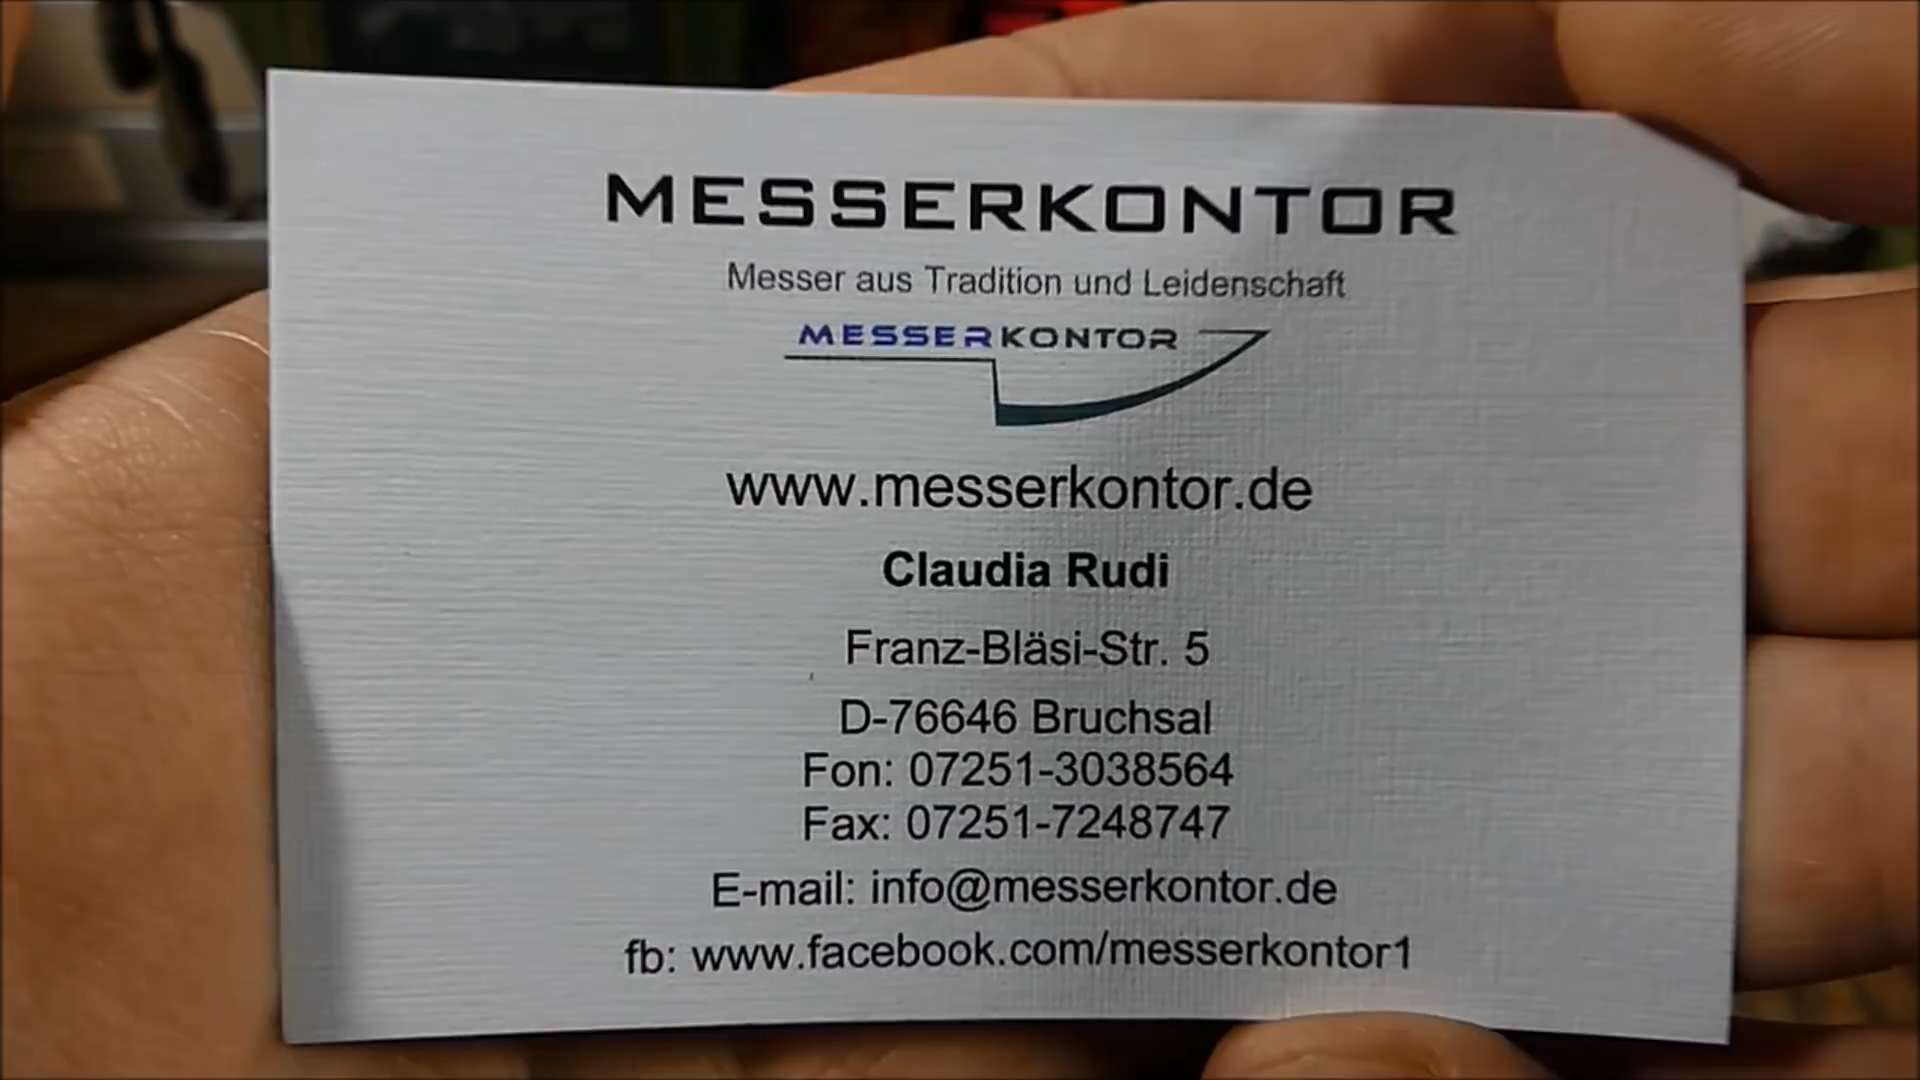 MESSERKONTOR
Messer aus Tradition und Leidenschaft
MESSERKONTOR
www.messerkontor.de
Claudia Rudi
Franz-Bläsi-Str. 5
D-76646 Bruchsal
Fon: 07251-3038564
Fax: 07251-7248747
E-mail: info@messerkontor.de
fb: www.facebook.com/messerkontor1